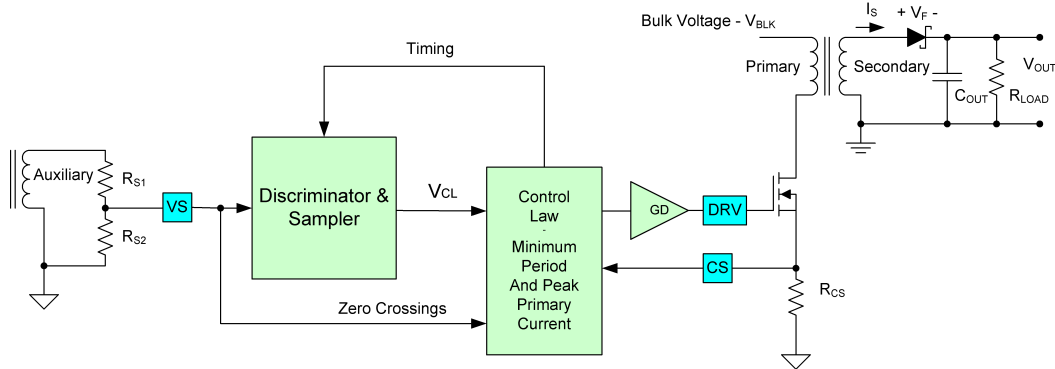 Bulk Voltage - VBLK
IS
+ VF -
Timing
Primary
Secondary
VOUT
COUT
RLOAD
Auxiliary
RS1
RS2
VS
Discriminator &
Sampler
VCL
Control
Law
-
Minimum
Period
And Peak
Primary
Current
GD
DRV
CS
RCS
Zero Crossings